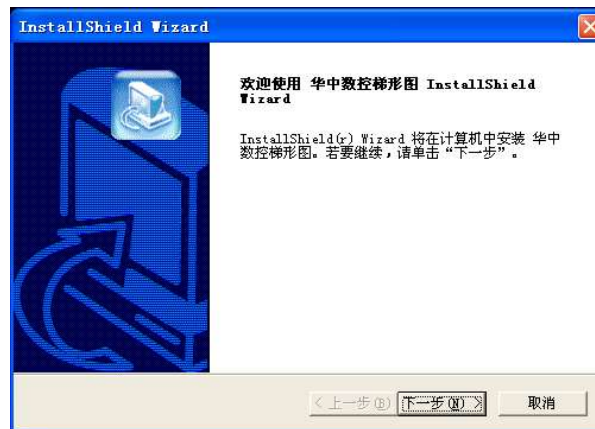 InstallShield Wizard
欢迎使用 华中数控梯形图 InstallShield
Wizard
InstallShield(r) Wizard 将在计算机中安装 华中
数控梯形图。若要继续，请单击“下一步”。
< 上一步(B) 下一步(N) > 取消